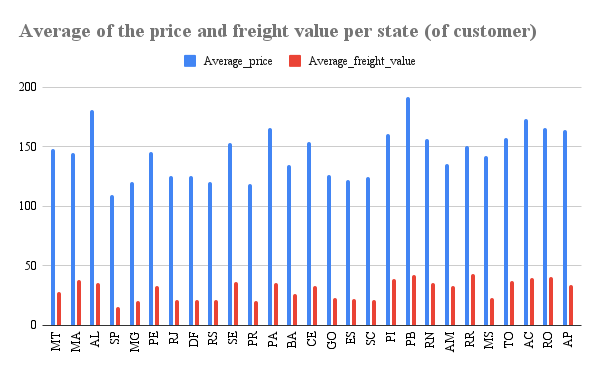 Average of the price and freight value per state (of customer)
Average_price Average_freight_value
200
150
100
50
0
MT MA AL SP MG PE RJ DF RS SE PR PA BA CE GO ES SC PI PB RN AM RR MS TO AC RO AP